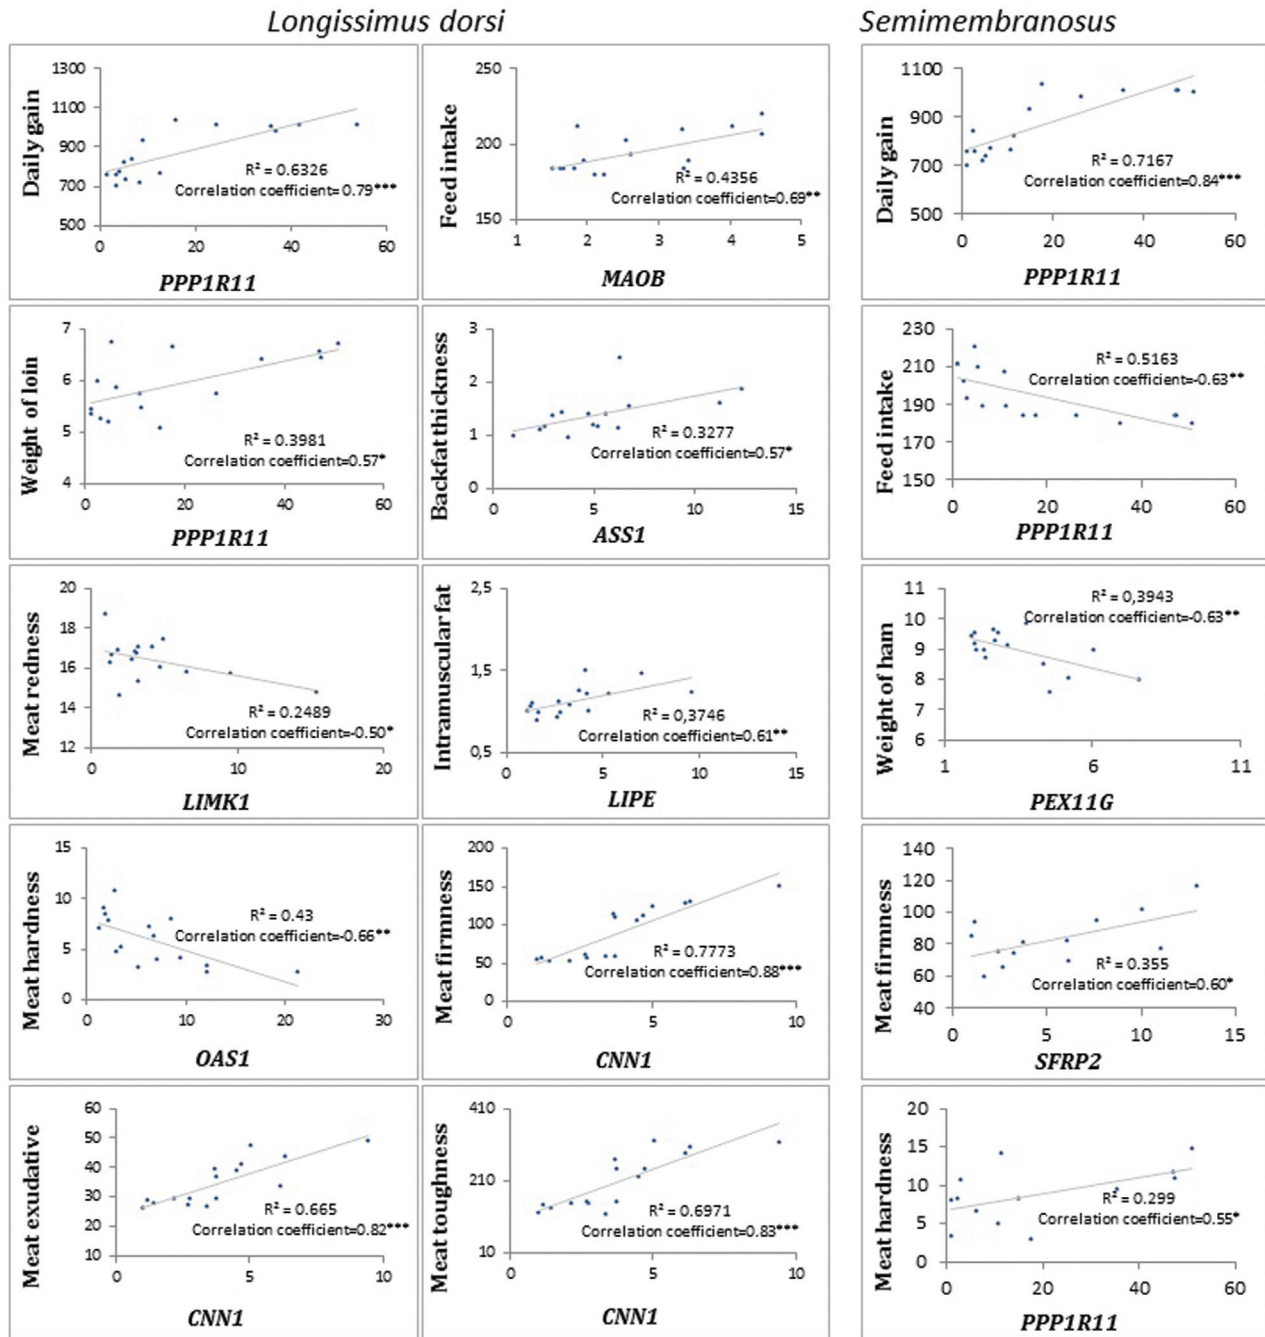 Longissimus dorsi
Semimembranosus
Daily gain
1300
1100
900
700
500
R² = 0.6326
Correlation coefficient=0.79***
0 20 40 60
PPP1R11
Feed intake
250
200
150
R² = 0.4356
Correlation coefficient=0.69**
1 2 3 4 5
MAOB
Daily gain
1100
900
700
500
R² = 0.7167
Correlation coefficient=0.84***
0 20 40 60
PPP1R11
Weight of loin
7
6
5
4
R² = 0.3981
Correlation coefficient=0.57*
0 20 40 60
PPP1R11
Backfat thickness
3
2
1
0
R² = 0.3277
Correlation coefficient=0.57*
0 5 10 15
ASS1
Feed intake
230
210
190
170
150
R² = 0.5163
Correlation coefficient=-0.63**
0 20 40 60
PPP1R11
Meat redness
20
18
16
14
12
R² = 0.2489
Correlation coefficient=-0.50*
0 10 20
LIMK1
Intramuscular fat
2,5
1,5
0,5
R² = 0,3746
Correlation coefficient=0.61**
0 5 10 15
LIPE
Weight of ham
11
10
9
8
7
6
R² = 0,3943
Correlation coefficient=-0.63**
1 6 11
PEX11G
Meat hardness
15
10
5
0
R² = 0.43
Correlation coefficient=-0.66**
0 10 20 30
OAS1
Meat firmness
200
150
100
50
0
R² = 0.7773
Correlation coefficient=0.88***
0 5 10
CNN1
Meat firmness
140
120
100
80
60
40
R² = 0.355
Correlation coefficient=0.60*
0 5 10 15
SFRP2
Meat exudative
60
50
40
30
20
10
R² = 0.665
Correlation coefficient=0.82***
0 5 10
CNN1
Meat toughness
410
210
10
R² = 0.6971
Correlation coefficient=0.83***
0 5 10
CNN1
Meat hardness
20
15
10
5
0
R² = 0.299
Correlation coefficient=0.55*
0 20 40 60
PPP1R11